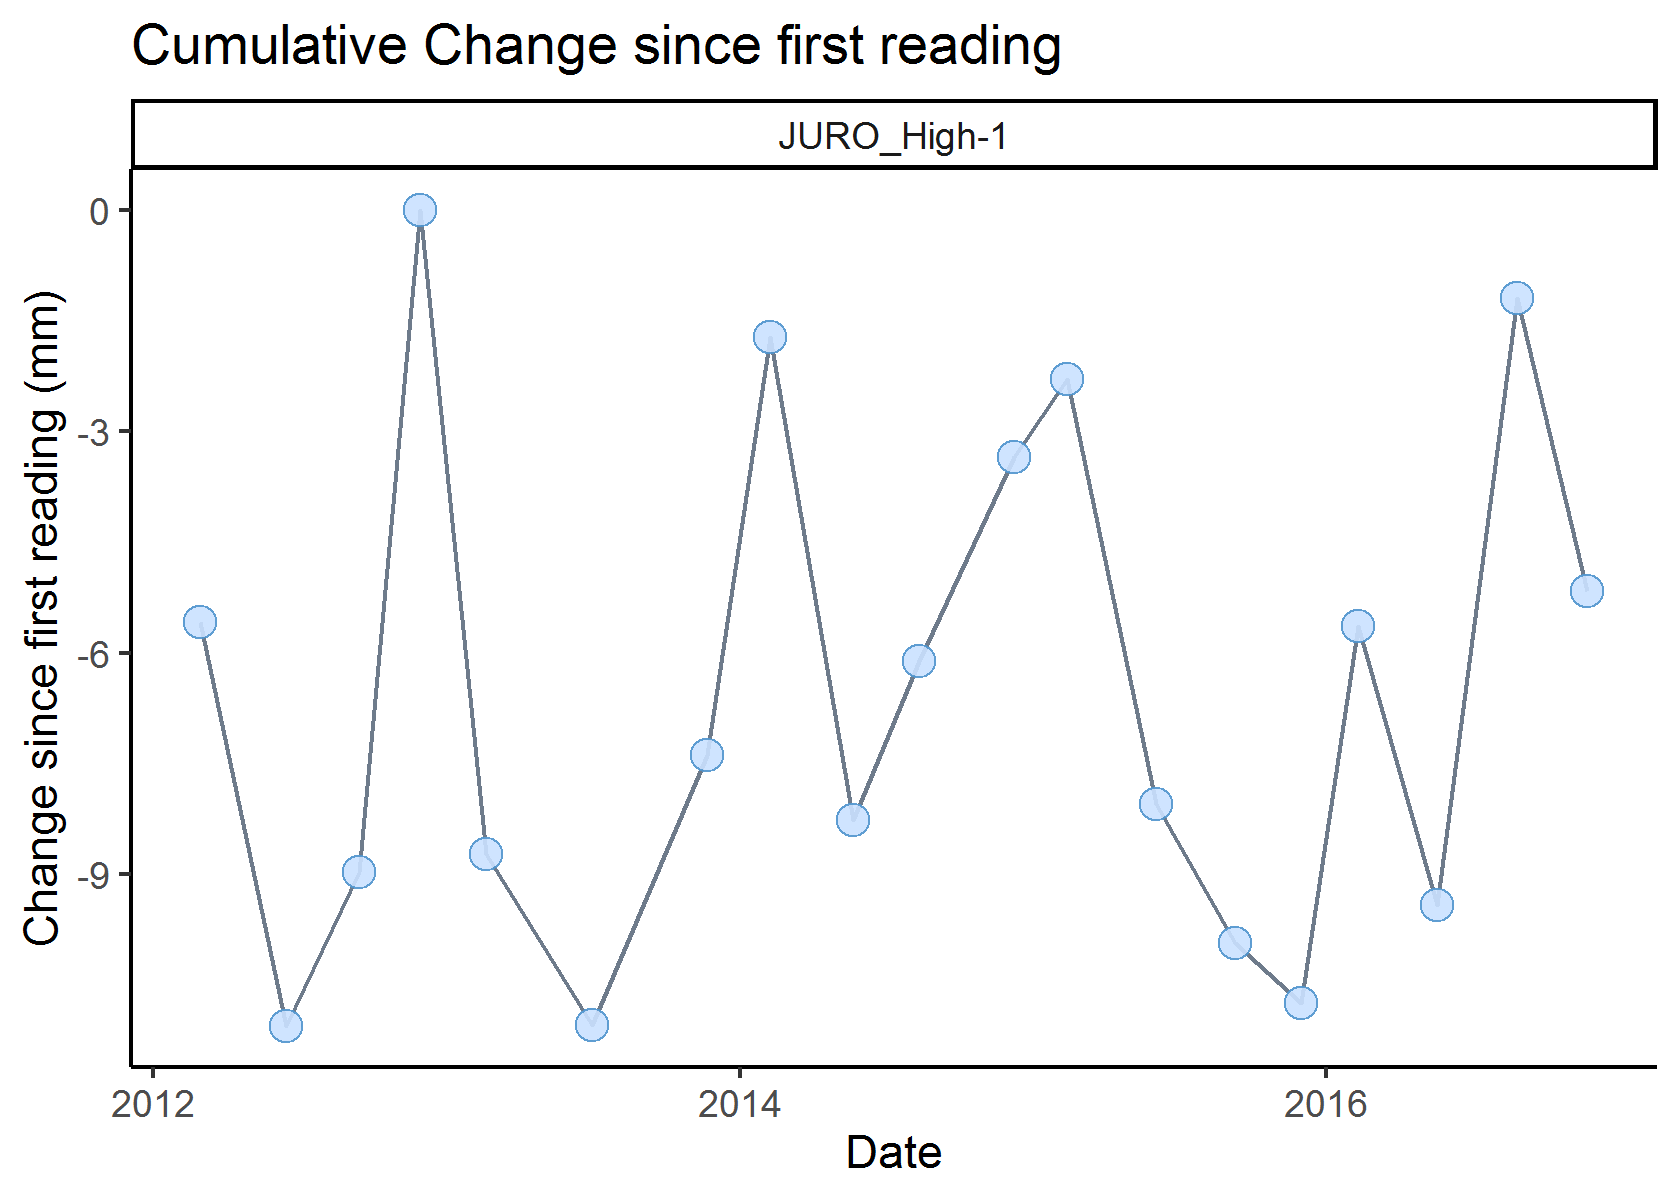 Cumulative Change since first reading
JURO_High-1
Change since first reading (mm)
0
-3
-6
-9
2012
2014
2016
Date